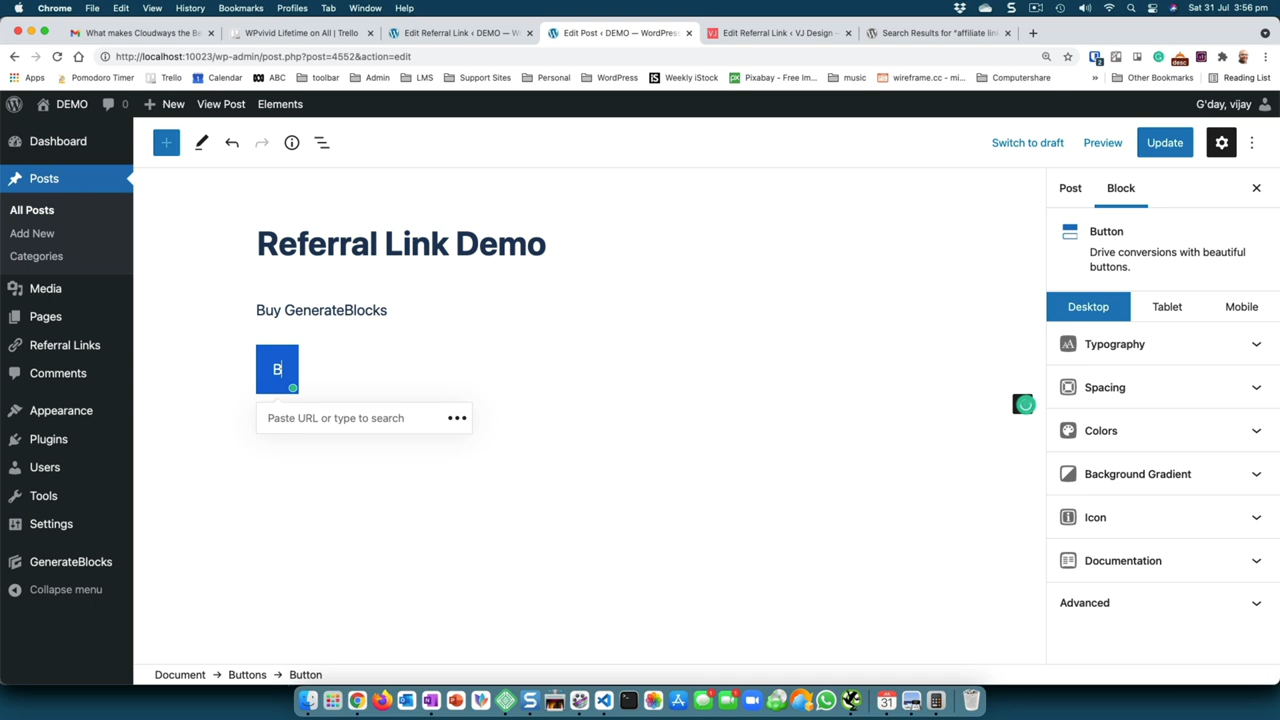 Chrome File Edit View History Bookmarks Profiles Tab Window Help Sat 31 Jul 3:56 pm
What makes Cloudways the Be WPvivid Lifetime on All | Trello Edit Referral Link ‹ DEMO — W Edit Post ‹ DEMO — WordPress Edit Referral Link ‹ VJ Design – Search Results for "affiliate lin
http://localhost:10023/wp-admin/post.php?post=4552&action=edit
Apps Pomodoro Timer Trello Calendar ABC toolbar Admin LMS Support Sites Personal WordPress Weekly iStock Pixabay - Free Im... music wireframe.cc - mi... Computershare » Other Bookmarks Reading List
DEMO 0 New View Post Elements G'day, vijay
Dashboard
Switch to draft Preview Update
Posts
All Posts
Add New
Categories
Media
Pages
Referral Links
Comments
Appearance
Plugins
Users
Tools
Settings
GenerateBlocks
Collapse menu
Referral Link Demo
Buy GenerateBlocks
B
Paste URL or type to search
Post Block
Button
Drive conversions with beautiful
buttons.
Desktop Tablet Mobile
Typography
Spacing
Colors
Background Gradient
Icon
Documentation
Advanced
Document → Buttons → Button
31